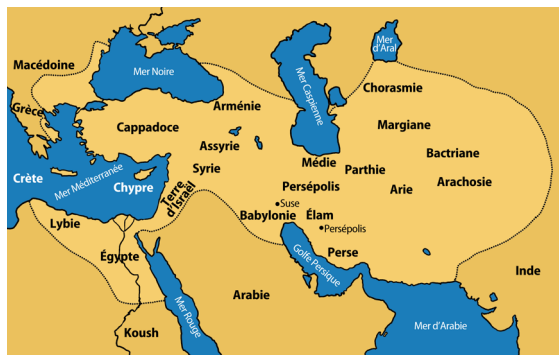 Mer
d'Aral
Macédoine
Mer Noire
Mer Caspienne
Chorasmie
Grèce
Arménie
Cappadoce
Margiane
Assyrie
Médie
Bactriane
Syrie
Parthie
Crète
Mer Méditerranée
Chypre
Terre
d'Israël
Persépolis
Arie
Arachosie
Suse
Babylonie
Élam
Lybie
Persépolis
Égypte
Golfe Persique
Perse
Inde
Arabie
Mer Rouge
Koush
Mer d'Arabie